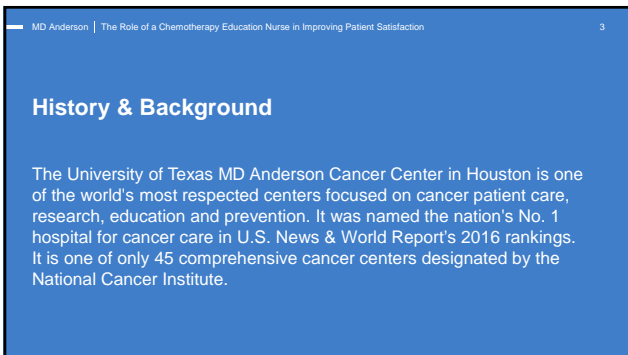 MD Anderson | The Role of a Chemotherapy Education Nurse in Improving Patient Satisfaction 3
History & Background
The University of Texas MD Anderson Cancer Center in Houston is one
of the world's most respected centers focused on cancer patient care,
research, education and prevention. It was named the nation's No. 1
hospital for cancer care in U.S. News & World Report’s 2016 rankings.
It is one of only 45 comprehensive cancer centers designated by the
National Cancer Institute.